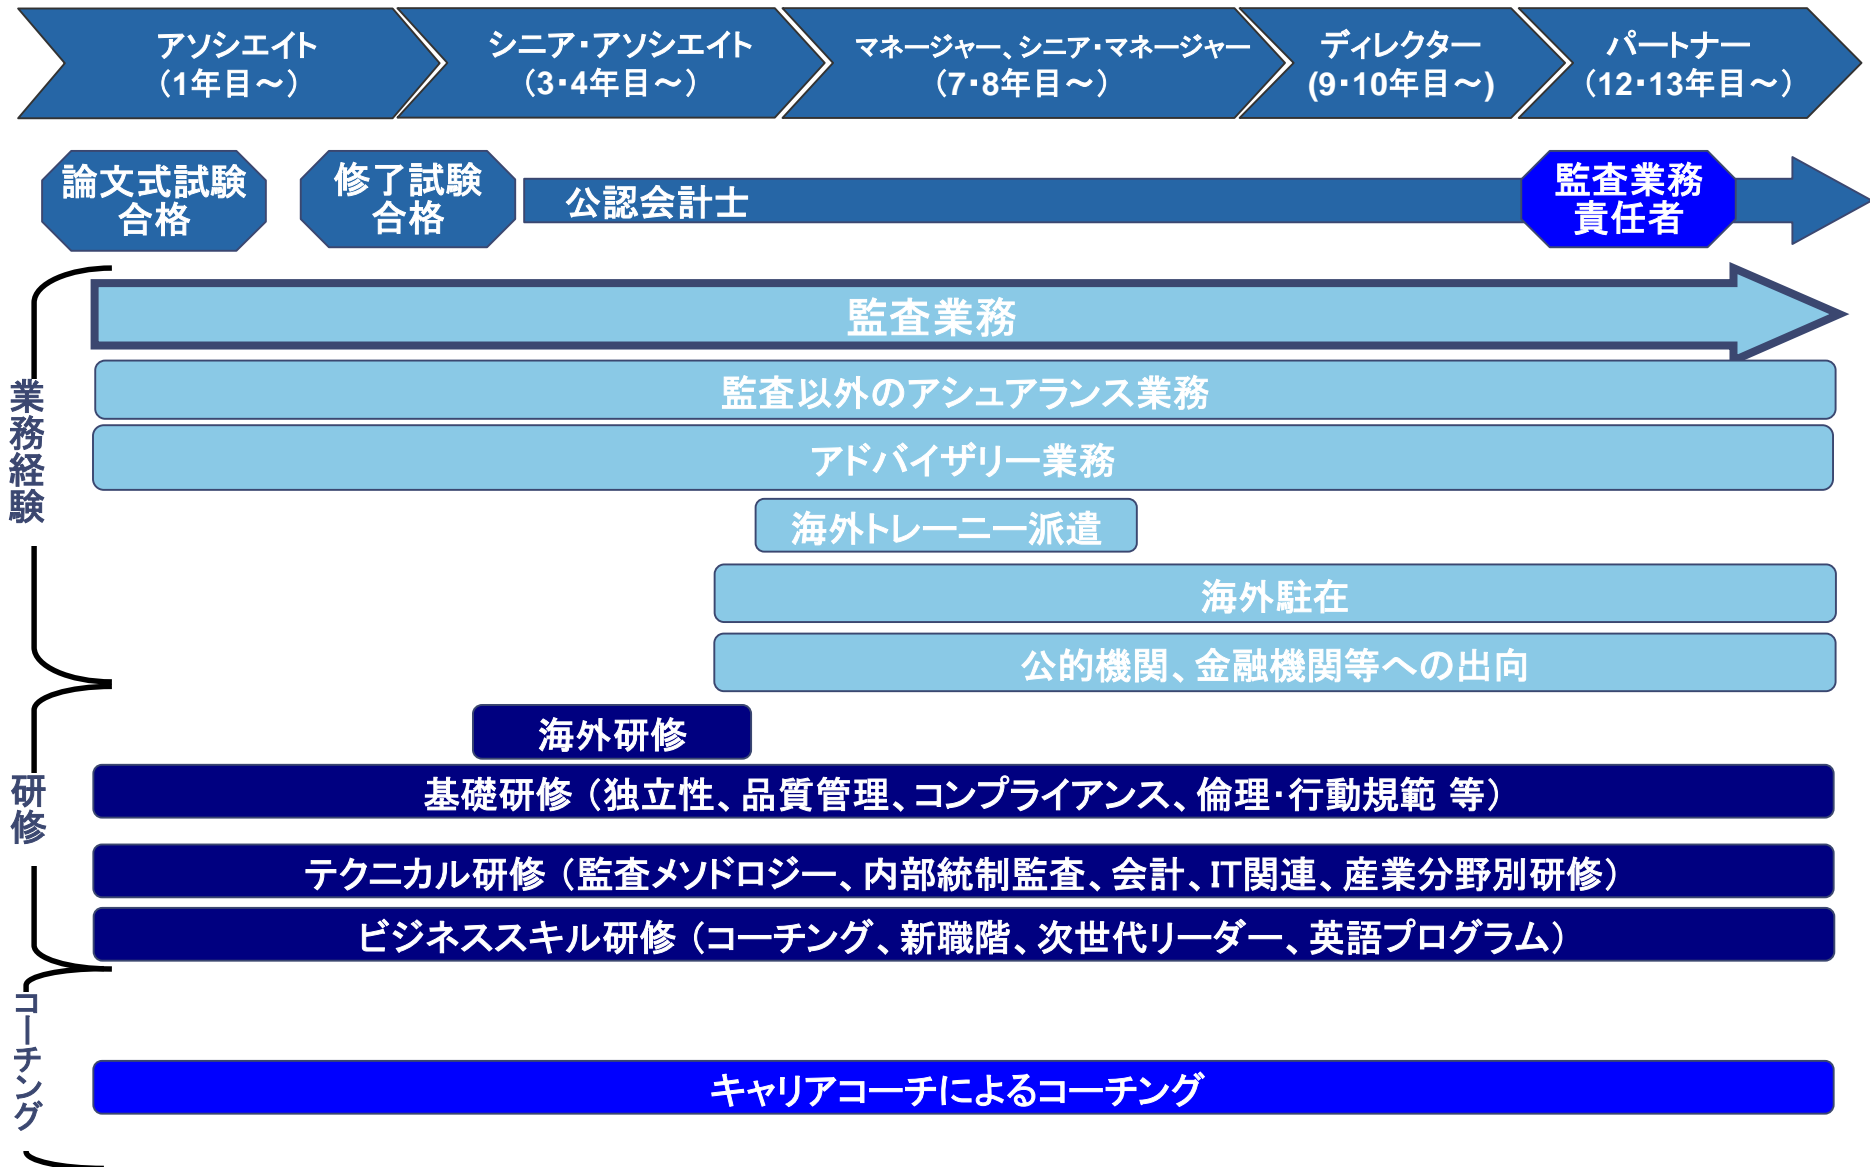 アソシエイト
（1年目～）
シニア・アソシエイト
（3・4年目～）
マネージャー、シニア・マネージャー
（7・8年目～）
ディレクター
(9・10年目～)
パートナー
（12・13年目～）
論文式試験
合格
修了試験
合格
公認会計士
監査業務
責任者
業務経験
監査業務
監査以外のアシュアランス業務
アドバイザリー業務
海外トレーニー派遣
海外駐在
公的機関、金融機関等への出向
研修
海外研修
基礎研修（独立性、品質管理、コンプライアンス、倫理・行動規範 等）
テクニカル研修（監査メソドロジー、内部統制監査、会計、IT関連、産業分野別研修）
ビジネススキル研修（コーチング、新職階、次世代リーダー、英語プログラム）
コーチング
キャリアコーチによるコーチング